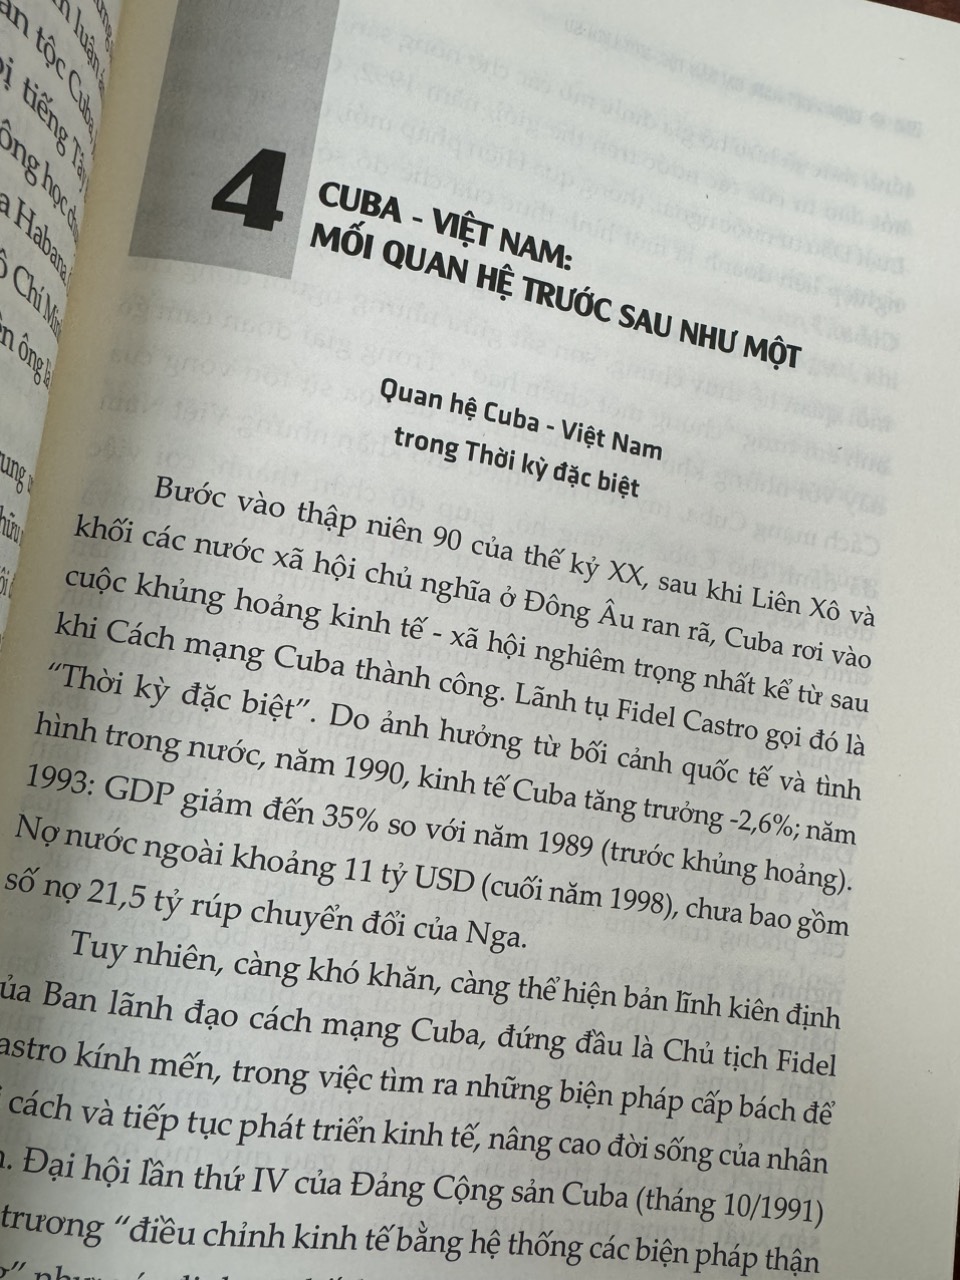 4
CUBA - VIỆT NAM:
MỐI QUAN HỆ TRƯỚC SAU NHƯ MỘT
Quan hệ Cuba - Việt Nam
trong Thời kỳ đặc biệt
Bước vào thập niên 90 của thế kỷ XX, sau khi Liên Xô và
khối các nước xã hội chủ nghĩa ở Đông Âu ran rã, Cuba rơi vào
cuộc khủng hoảng kinh tế - xã hội nghiêm trọng nhất kể từ sau
khi Cách mạng Cuba thành công. Lãnh tụ Fidel Castro gọi đó là
“Thời kỳ đặc biệt”. Do ảnh hưởng từ bối cảnh quốc tế và tình
hình trong nước, năm 1990, kinh tế Cuba tăng trưởng -2,6%; năm
1993: GDP giảm đến 35% so với năm 1989 (trước khủng hoảng).
Nợ nước ngoài khoảng 11 tỷ USD (cuối năm 1998), chưa bao gồm
số nợ 21,5 tỷ rúp chuyển đổi của Nga.
Tuy nhiên, càng khó khăn, càng thể hiện bản lĩnh kiên định
ủa Ban lãnh đạo cách mạng Cuba, đứng đầu là Chủ tịch Fidel
astro kính mến, trong việc tìm ra những biện pháp cấp bách để
cách và tiếp tục phát triển kinh tế, nâng cao đời sống của nhân
Đại hội lần thứ IV của Đảng Cộng sản Cuba (tháng 10/1991)
trương “điều chỉnh kinh tế bằng hệ thống các biện pháp thận